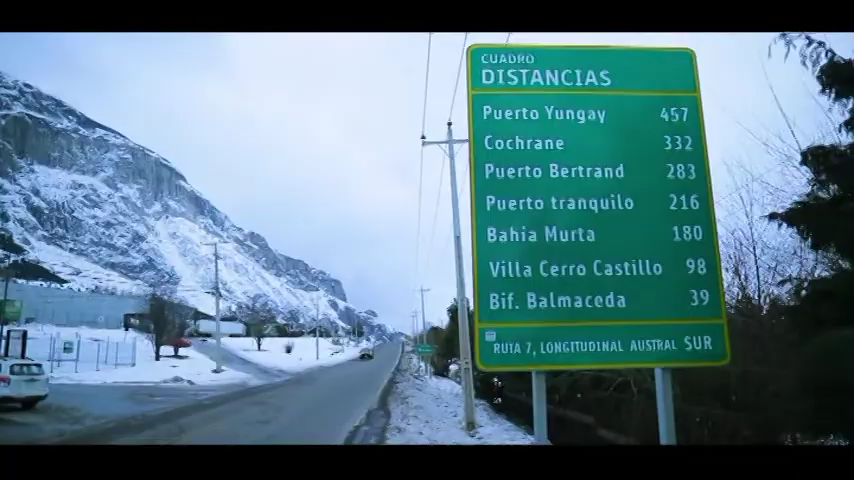 CUADRO
DISTANCIAS
Puerto Yungay 457
Cochrane 332
Puerto Bertrand 283
Puerto tranquilo 216
Bahia Murta 180
Villa Cerro Castillo 98
Bif. Balmaceda 39
RUTA 7, LONGITUDINAL AUSTRAL SUR